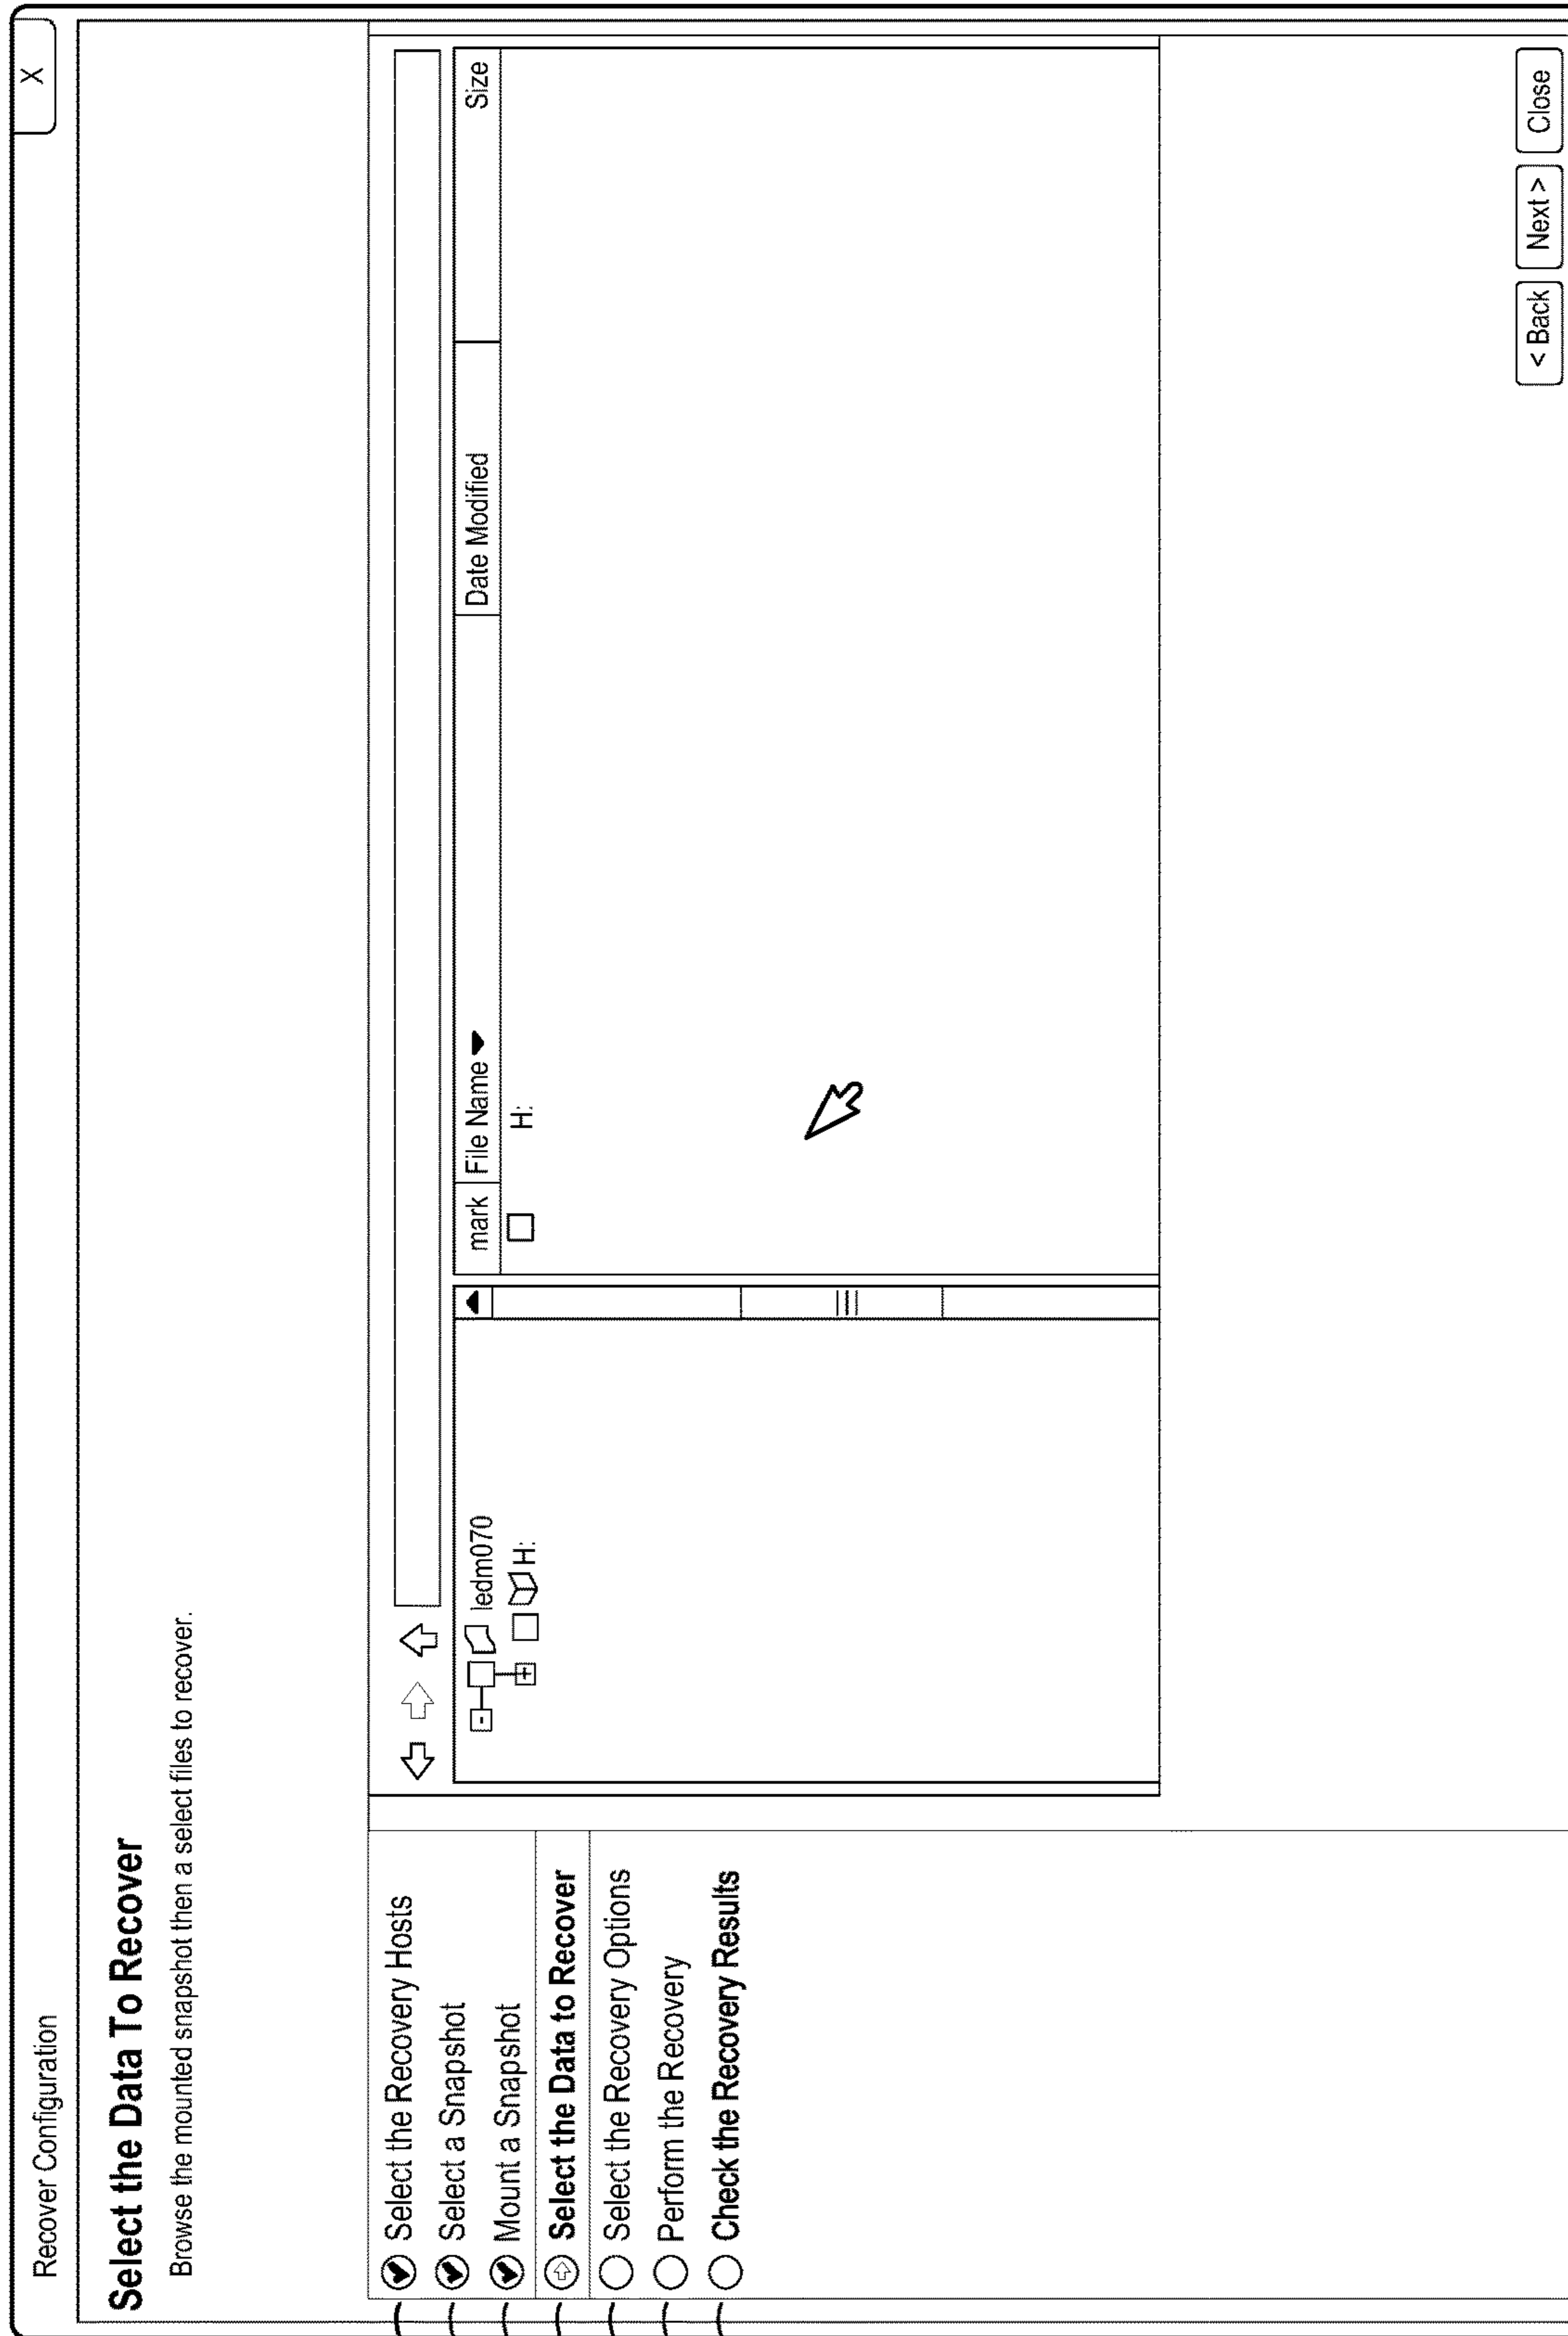 Recover Configuration
X
Select the Data To Recover
Browse the mounted snapshot then a select files to recover.
Select the Recovery Hosts
Select a Snapshot
Mount a Snapshot
Select the Data to Recover
Select the Recovery Options
Perform the Recovery
Check the Recovery Results
ledm070
H:
mark File Name Date Modified Size
H:
< Back Next > Close